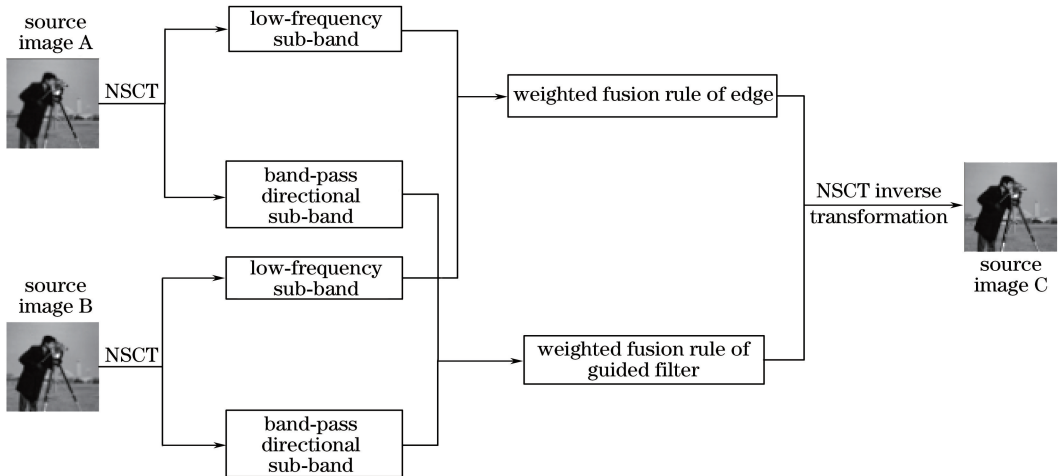 source
image A
NSCT
low-frequency
sub-band
band-pass
directional
sub-band
source
image B
NSCT
low-frequency
sub-band
band-pass
directional
sub-band
weighted fusion rule of edge
weighted fusion rule of
guided filter
NSCT inverse
transformation
source
image C